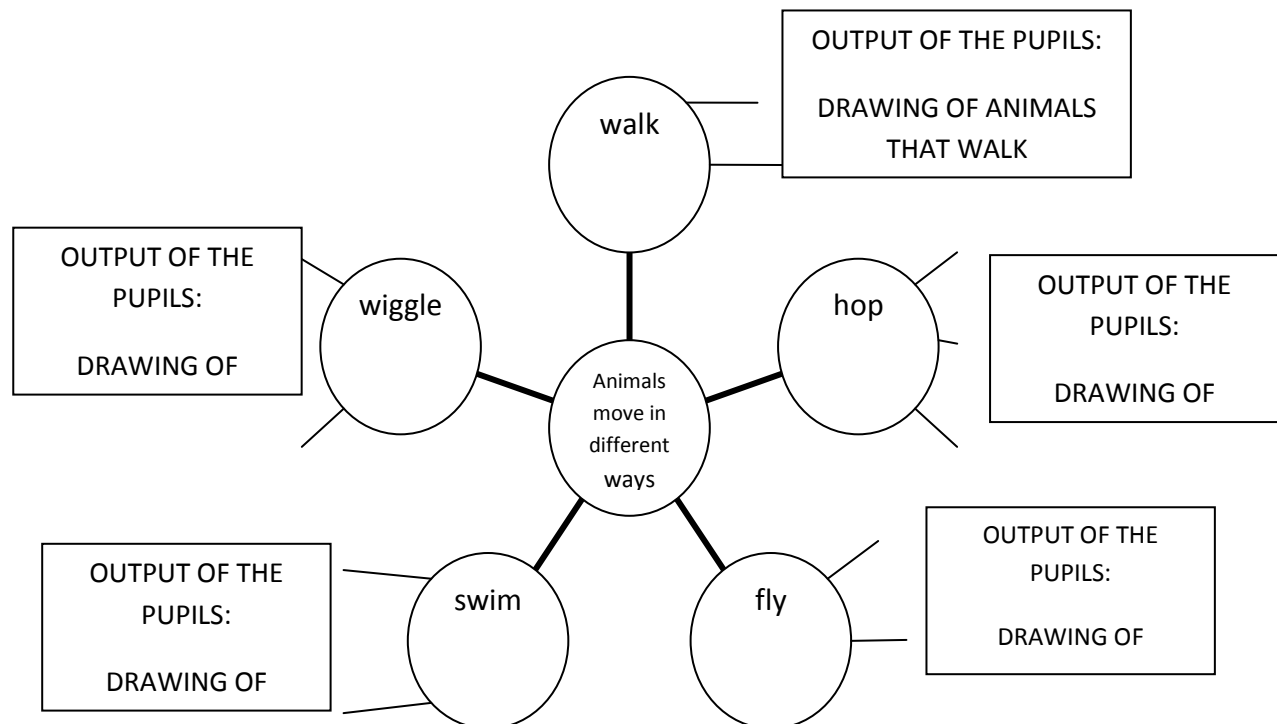 OUTPUT OF THE PUPILS:
DRAWING OF ANIMALS
THAT WALK
walk
OUTPUT OF THE
PUPILS:
DRAWING OF
wiggle
hop
OUTPUT OF THE
PUPILS:
DRAWING OF
Animals
move in
different
ways
OUTPUT OF THE
PUPILS:
DRAWING OF
swim
fly
OUTPUT OF THE
PUPILS:
DRAWING OF